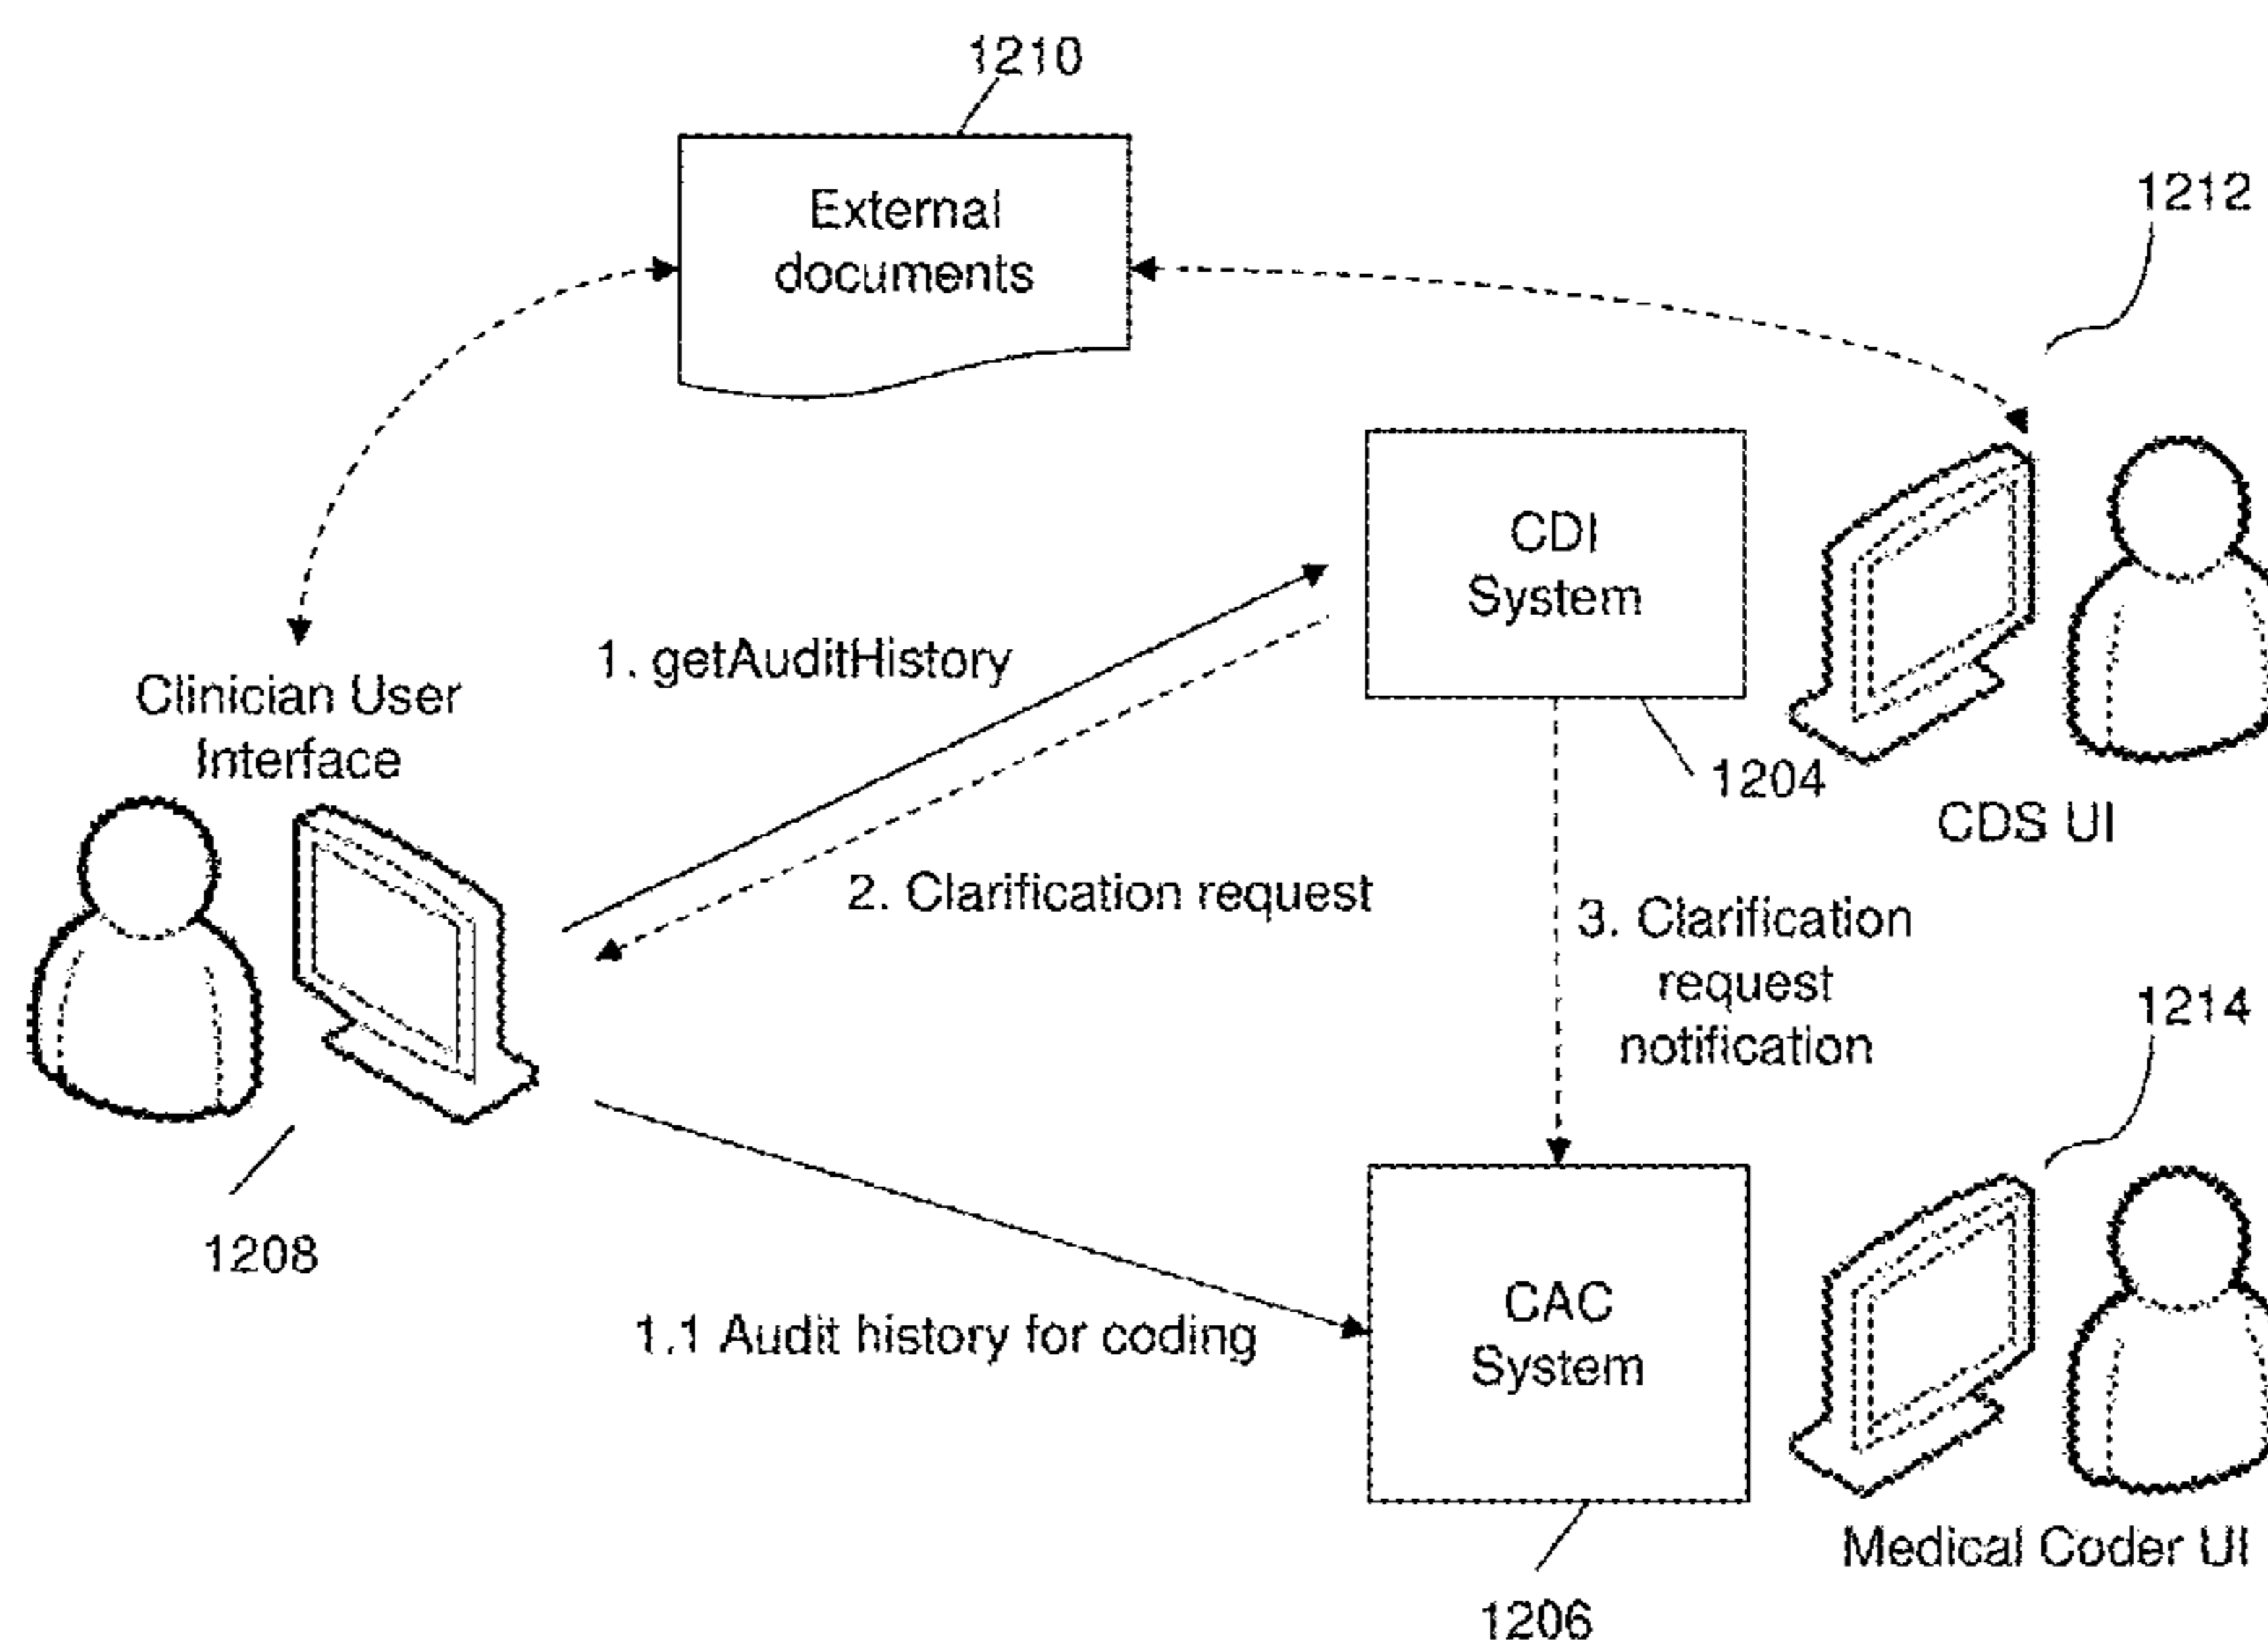 1210
External
documents
1212
CDI
System
1. getAuditHistory
Clinician User
Interface
1204
CDS UI
2. Clarification request
3. Clarification
request
notification
1214
1208
1.1 Audit history for coding
CAC
System
Medical Coder UI
1206